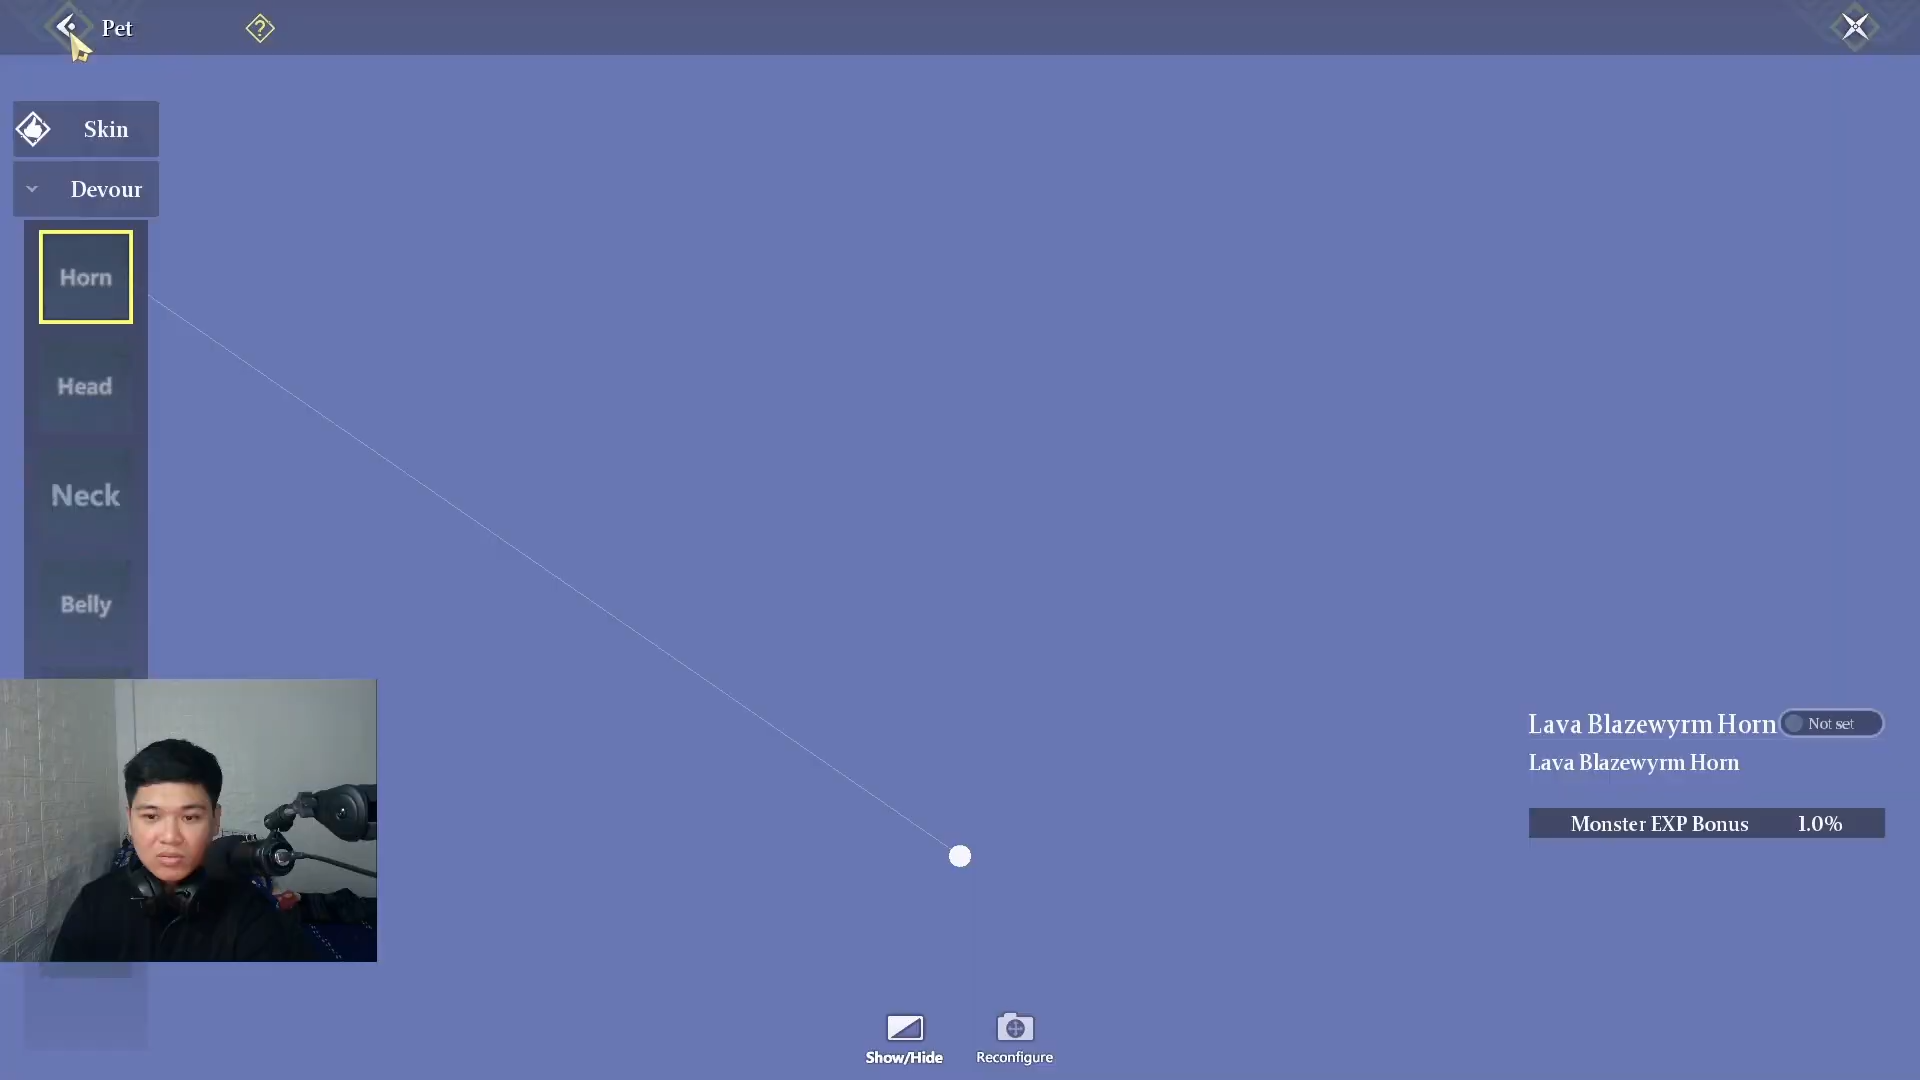 Pet
?
Skin
Devour
Horn
Head
Neck
Belly
Lava Blazewyrm Horn
Not set
Lava Blazewyrm Horn
Monster EXP Bonus 1.0%
Show/Hide
Reconfigure